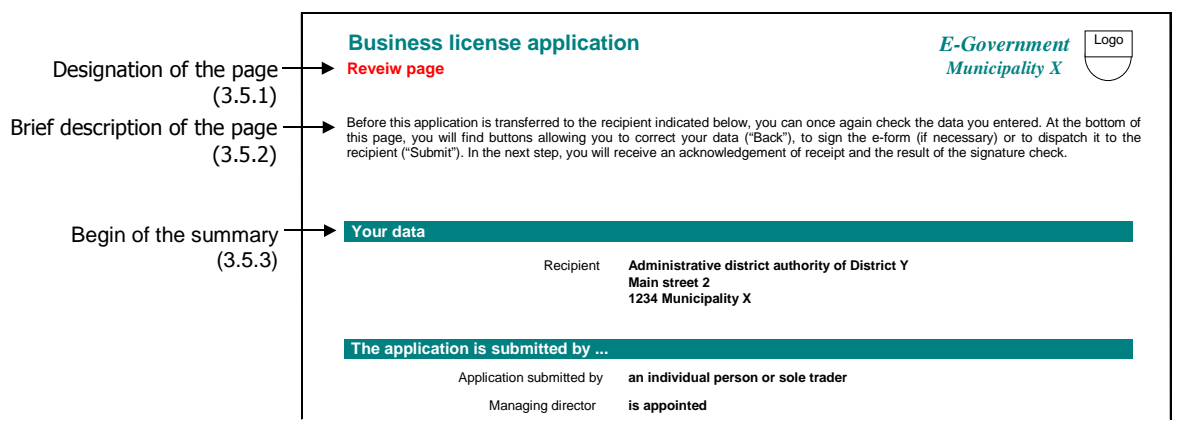 Business license application
Reveiw page
E-Government
Municipality X
Logo
Designation of the page
(3.5.1)
Brief description of the page
(3.5.2)
Before this application is transferred to the recipient indicated below, you can once again check the data you entered. At the bottom of
this page, you will find buttons allowing you to correct your data (“Back”), to sign the e-form (if necessary) or to dispatch it to the
recipient (“Submit”). In the next step, you will receive an acknowledgement of receipt and the result of the signature check.
Begin of the summary
(3.5.3)
Your data
Recipient Administrative district authority of District Y
Main street 2
1234 Municipality X
The application is submitted by ...
Application submitted by an individual person or sole trader
Managing director is appointed